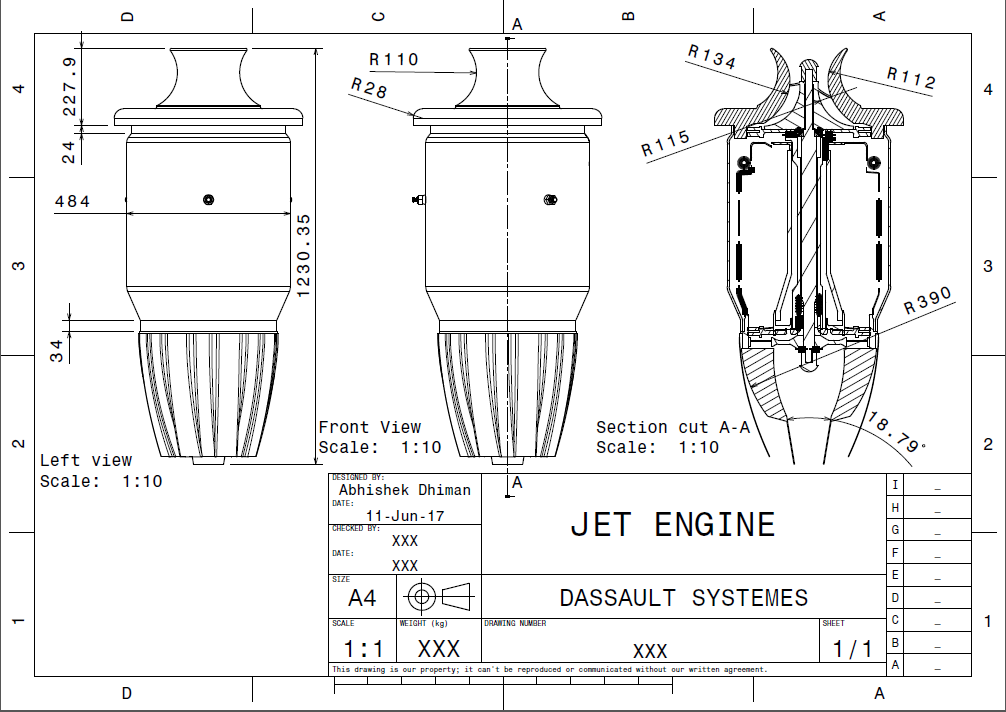 D
C
B
A
4
4
3
3
2
2
1
1
D
A
227.9
24
484
34
1230.35
Left view
Scale: 1:10
A
R110
R28
Front View
Scale: 1:10
A
R134
R112
R115
R390
18.79°
Section cut A-A
Scale: 1:10
DESIGNED BY:
Abhishek Dhiman
DATE:
11-Jun-17
CHECKED BY:
XXX
DATE:
XXX
SIZE
A4
SCALE
1:1
WEIGHT (kg)
XXX
JET ENGINE
DASSAULT SYSTEMES
DRAWING NUMBER
XXX
SHEET
1/1
This drawing is our property; it can't be reproduced or communicated without our written agreement.
I _
H _
G _
F _
E _
D _
C _
B _
A _